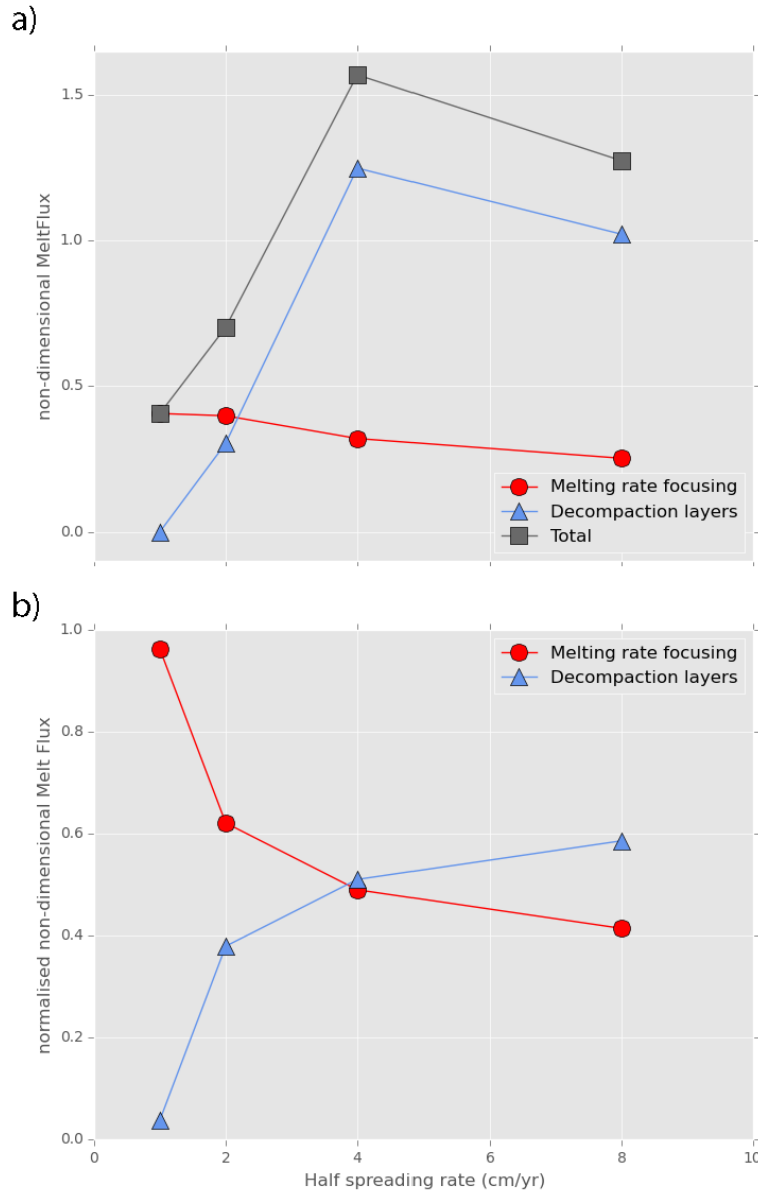 a)
1.5
1.0
0.5
0.0
non-dimensional MeltFlux
Melting rate focusing
Decompaction layers
Total
b)
1.0
0.8
0.6
0.4
0.2
0.0
normalised non-dimensional Melt Flux
Melting rate focusing
Decompaction layers
0 2 4 6 8 10
Half spreading rate (cm/yr)